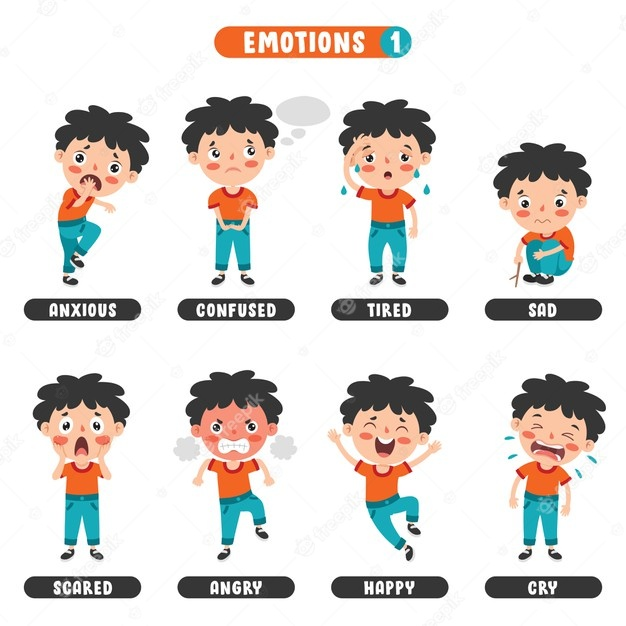 EMOTIONS 1
ANXIOUS
CONFUSED
TIRED
SAD
SCARED
ANGRY
HAPPY
CRY